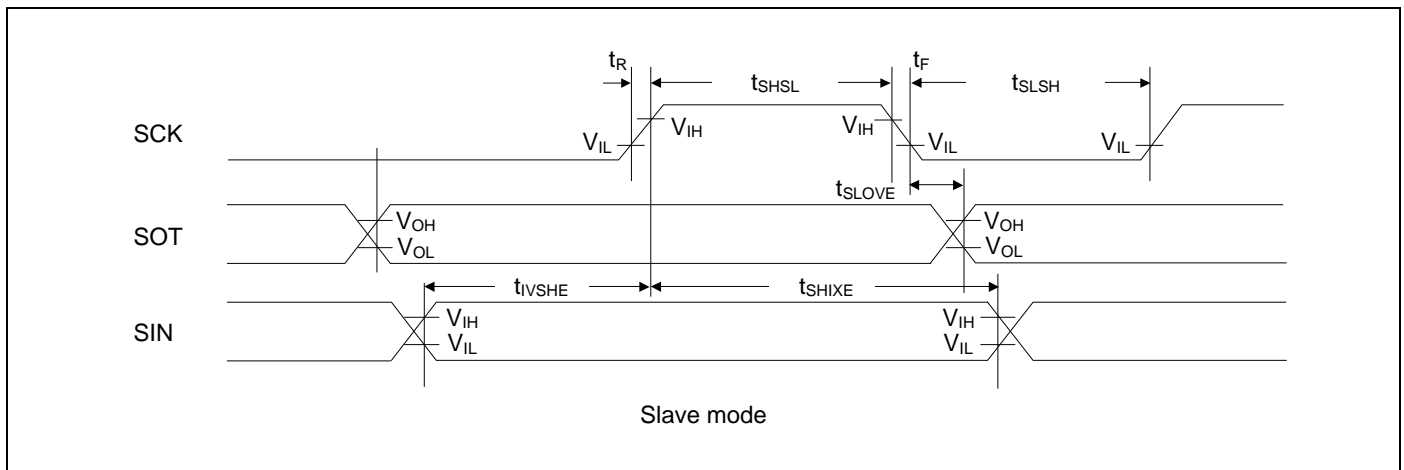 tR tF
tSHSL tSLSH
SCK VIH VIH
VIL VIL VIL
tSLOVE
SOT VOH VOH
VOL VOL
tIVSHE tSHIXE
SIN VIH VIH
VIL VIL
Slave mode